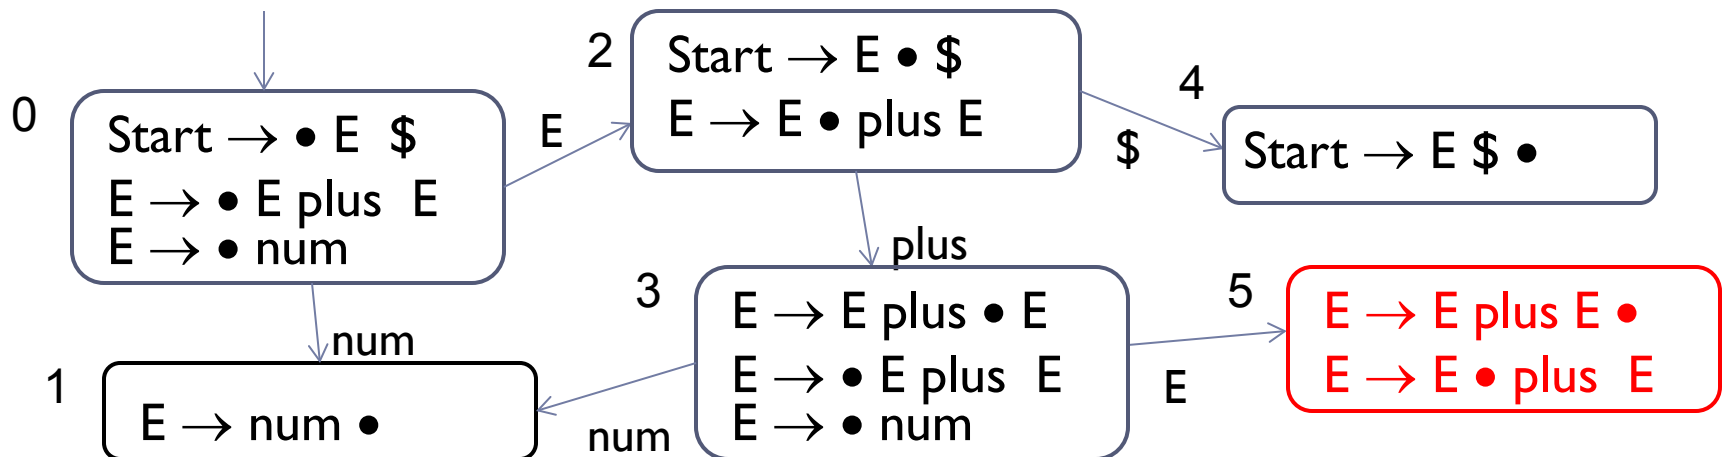 0
Start → • E $
E → • E plus E
E → • num
E
2
Start → E • $
E → E • plus E
$
4
Start → E $ •
num
plus
1
E → num •
num
3
E → E plus • E
E → • E plus E
E → • num
E
5
E → E plus E •
E → E • plus E